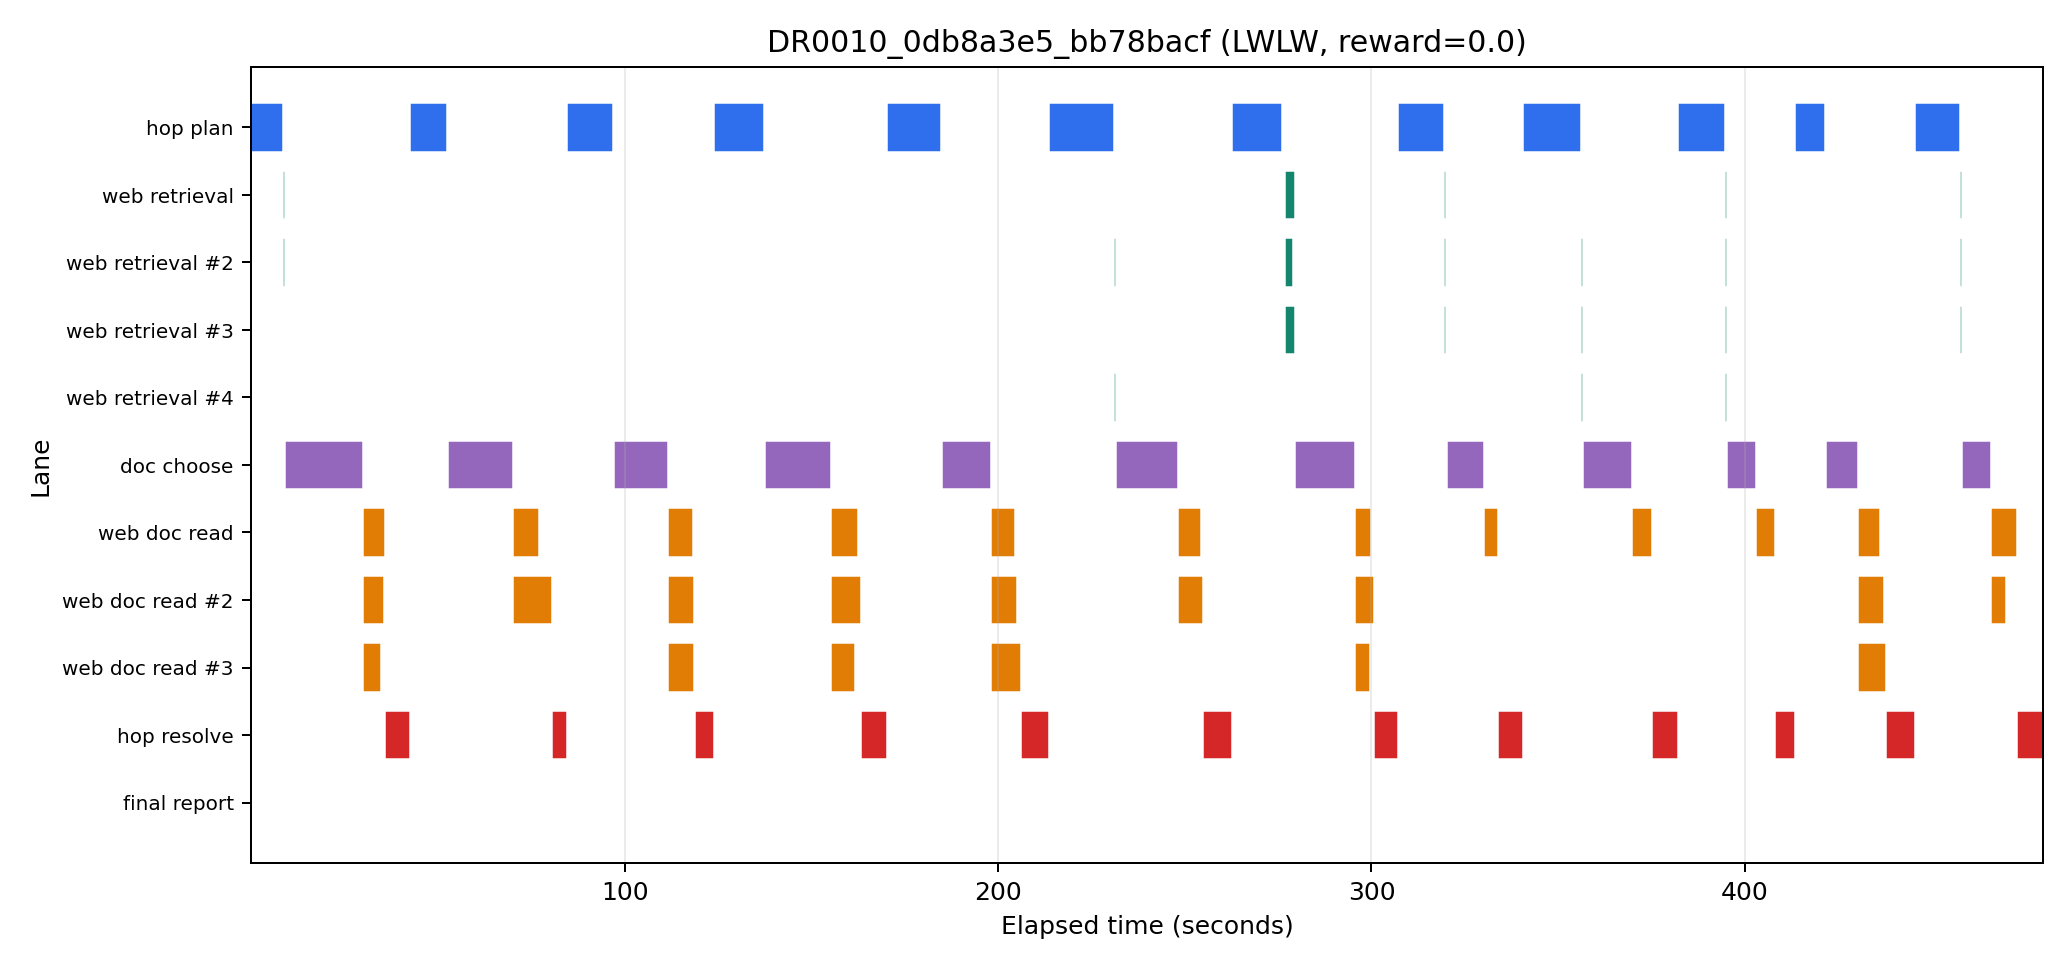 DR0010_0db8a3e5_bb78bacf (LWLW, reward=0.0)
hop plan
web retrieval
web retrieval #2
web retrieval #3
web retrieval #4
doc choose
web doc read
web doc read #2
web doc read #3
hop resolve
final report
Lane
100 200 300 400
Elapsed time (seconds)